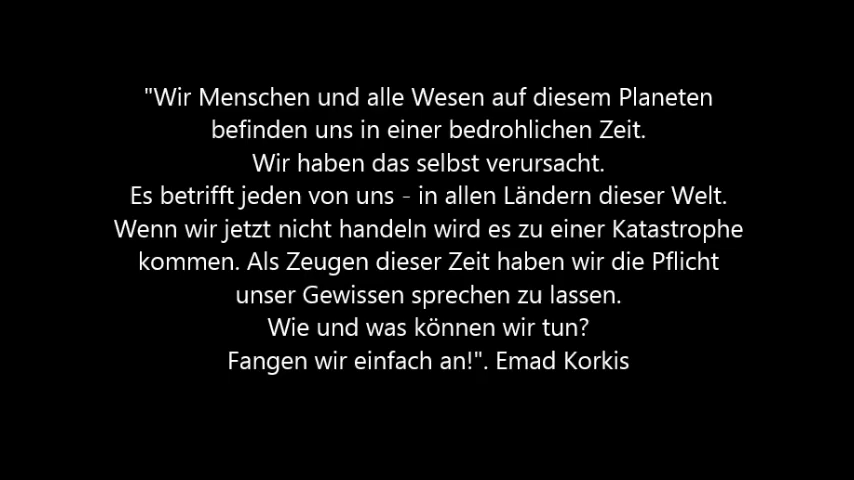 "Wir Menschen und alle Wesen auf diesem Planeten
befinden uns in einer bedrohlichen Zeit.
Wir haben das selbst verursacht.
Es betrifft jeden von uns - in allen Ländern dieser Welt.
Wenn wir jetzt nicht handeln wird es zu einer Katastrophe
kommen. Als Zeugen dieser Zeit haben wir die Pflicht
unser Gewissen sprechen zu lassen.
Wie und was können wir tun?
Fangen wir einfach an!". Emad Korkis